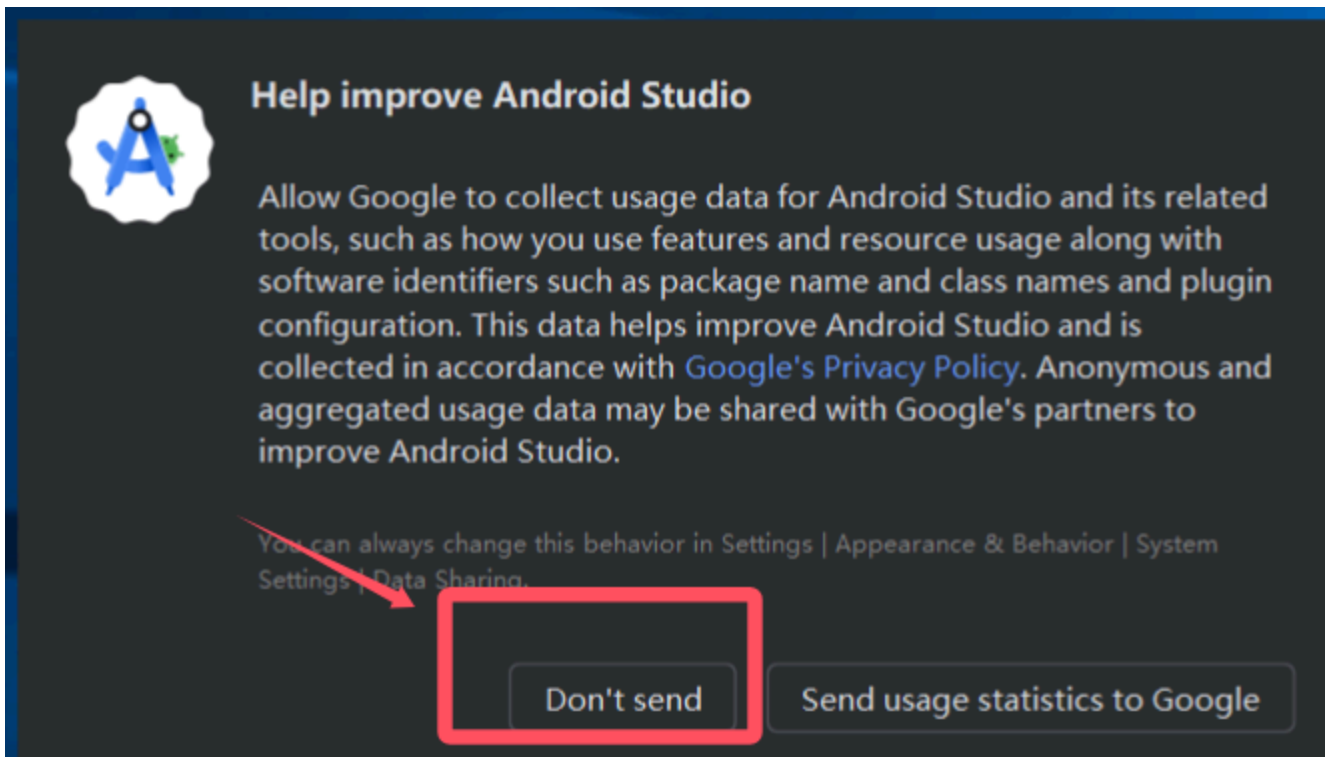 Help improve Android Studio
Allow Google to collect usage data for Android Studio and its related
tools, such as how you use features and resource usage along with
software identifiers such as package name and class names and plugin
configuration. This data helps improve Android Studio and is
collected in accordance with Google's Privacy Policy. Anonymous and
aggregated usage data may be shared with Google's partners to
improve Android Studio.
You can always change this behavior in Settings | Appearance & Behavior | System
Settings | Data Sharing.
Don't send
Send usage statistics to Google